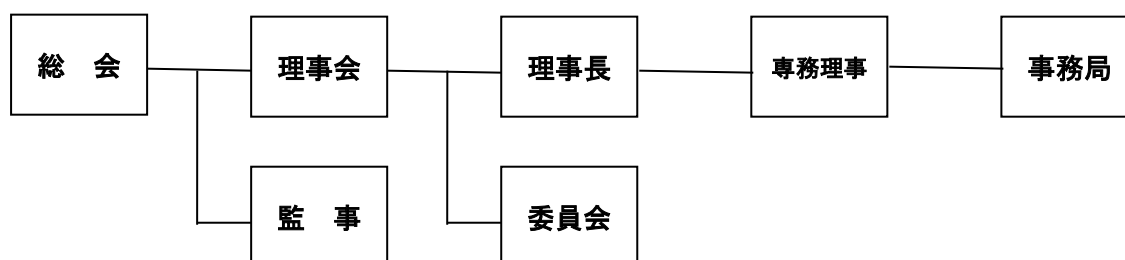 総　会
理事会
理事長
専務理事
事務局
監　事
委員会